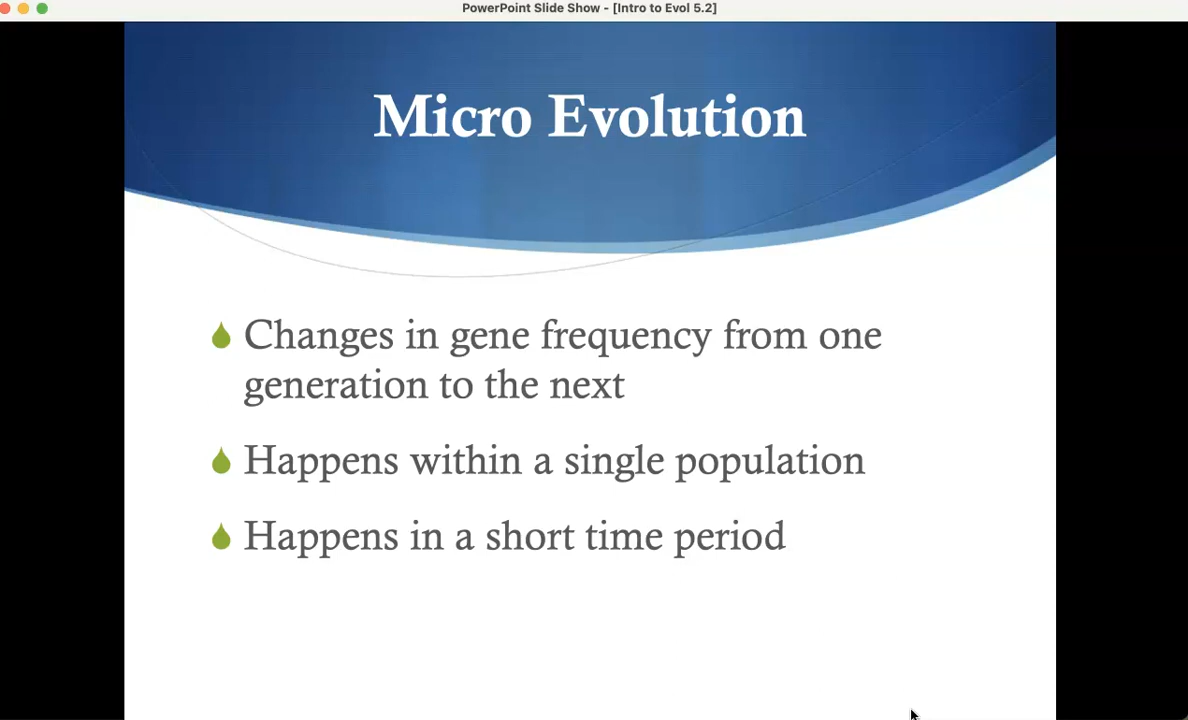 PowerPoint Slide Show - [Intro to Evol 5.2]
Micro Evolution
Changes in gene frequency from one
generation to the next
Happens within a single population
Happens in a short time period